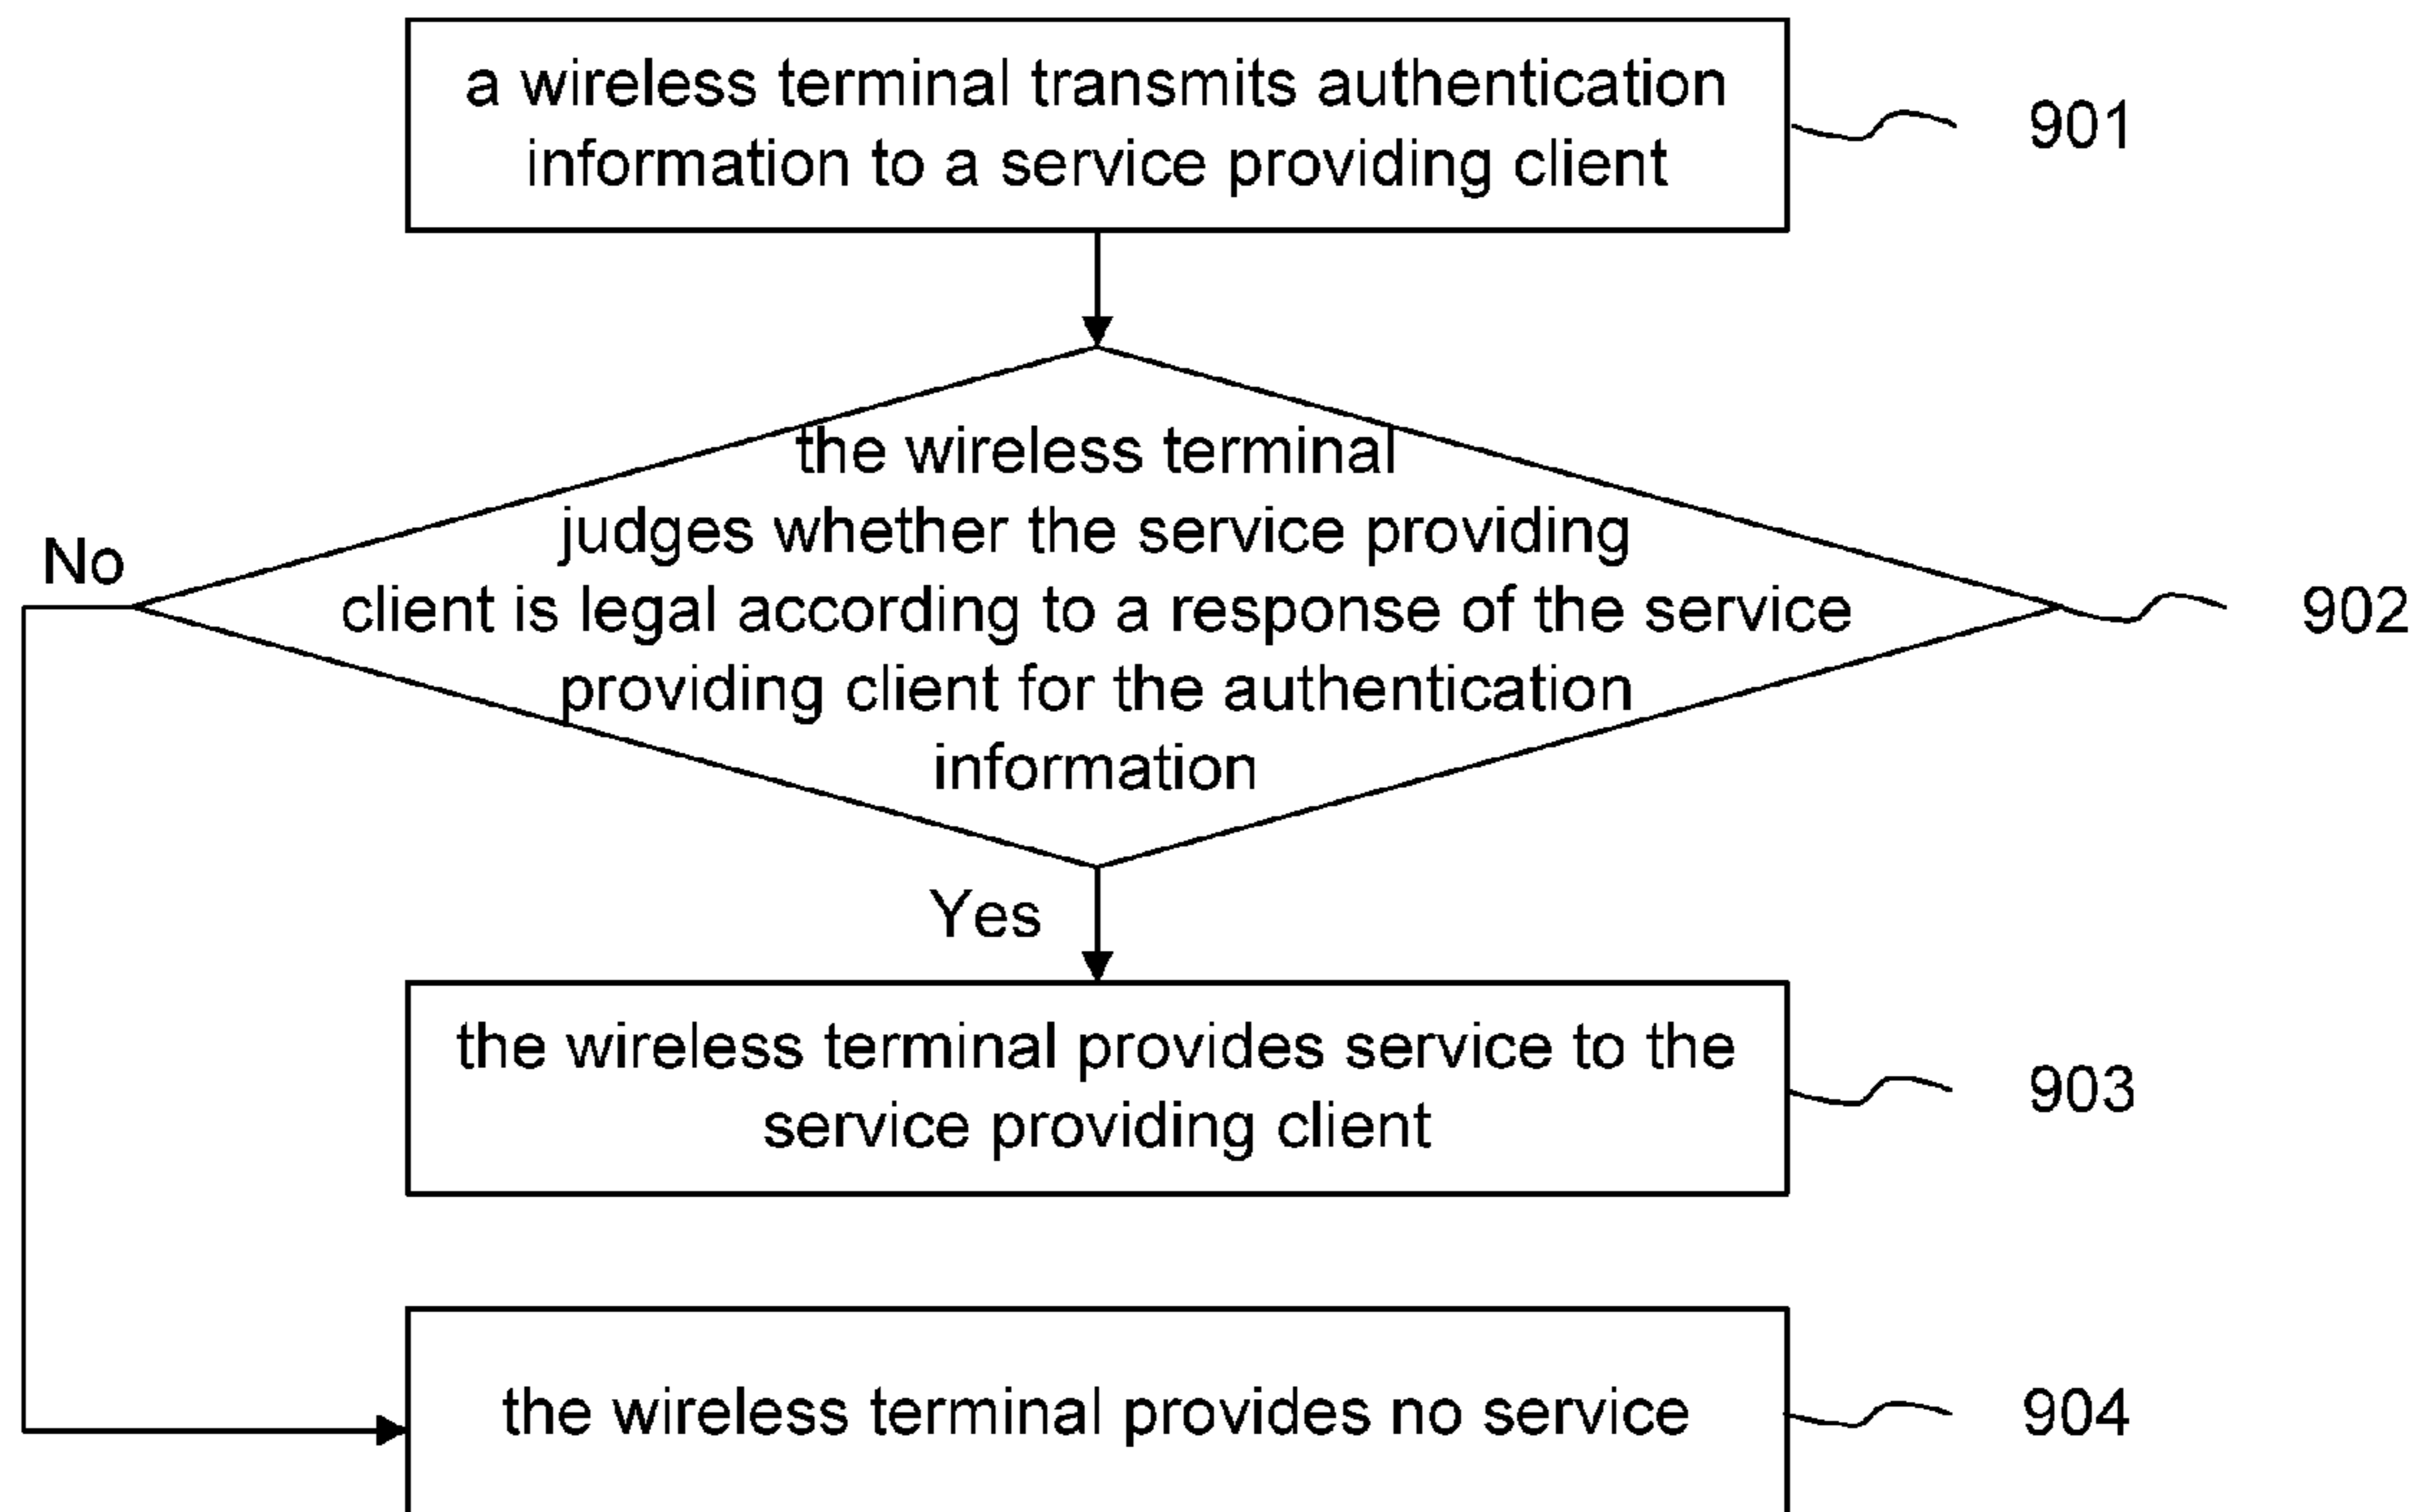 a wireless terminal transmits authentication
information to a service providing client
901
the wireless terminal
judges whether the service providing
client is legal according to a response of the service
providing client for the authentication
information
No
902
Yes
the wireless terminal provides service to the
service providing client
903
the wireless terminal provides no service
904